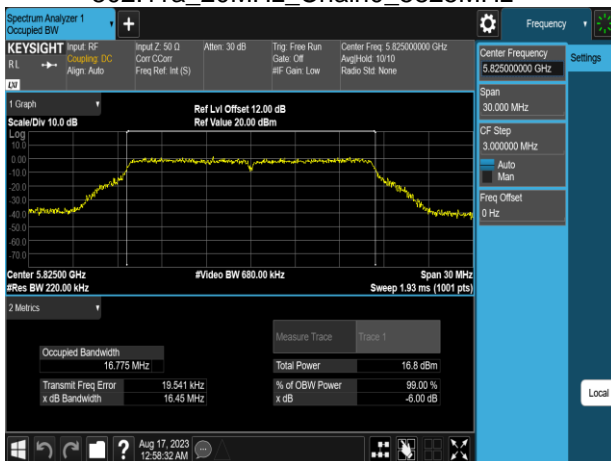 802.11a_20MHz_Chain0_5825MHz
Spectrum Analyzer 1
Occupied BW
Frequency
KEYSIGHT
R L
Input: RF
Coupling: DC
Align: Auto
Input Z: 50 Ω
Corr CCorr
Freq Ref: Int (S)
Atten: 30 dB
Trig: Free Run
Gate: Off
#IF Gain: Low
Center Freq: 5.825000000 GHz
Avg|Hold: 10/10
Radio Std: None
LXI
Center Frequency
5.825000000 GHz
Settings
Span
30.000 MHz
CF Step
3.000000 MHz
Auto
Man
Freq Offset
0 Hz
Local
1 Graph
Scale/Div 10.0 dB
Ref Lvl Offset 12.00 dB
Ref Value 20.00 dBm
Log
10.0
0.00
-10.0
-20.0
-30.0
-40.0
-50.0
-60.0
-70.0
Center 5.82500 GHz
#Res BW 220.00 kHz
#Video BW 680.00 kHz
Span 30 MHz
Sweep 1.93 ms (1001 pts)
2 Metrics
Measure Trace
Trace 1
Occupied Bandwidth
16.775 MHz
Total Power
16.8 dBm
Transmit Freq Error
19.541 kHz
% of OBW Power
99.00 %
x dB Bandwidth
16.45 MHz
x dB
-6.00 dB
Aug 17, 2023
12:58:32 AM